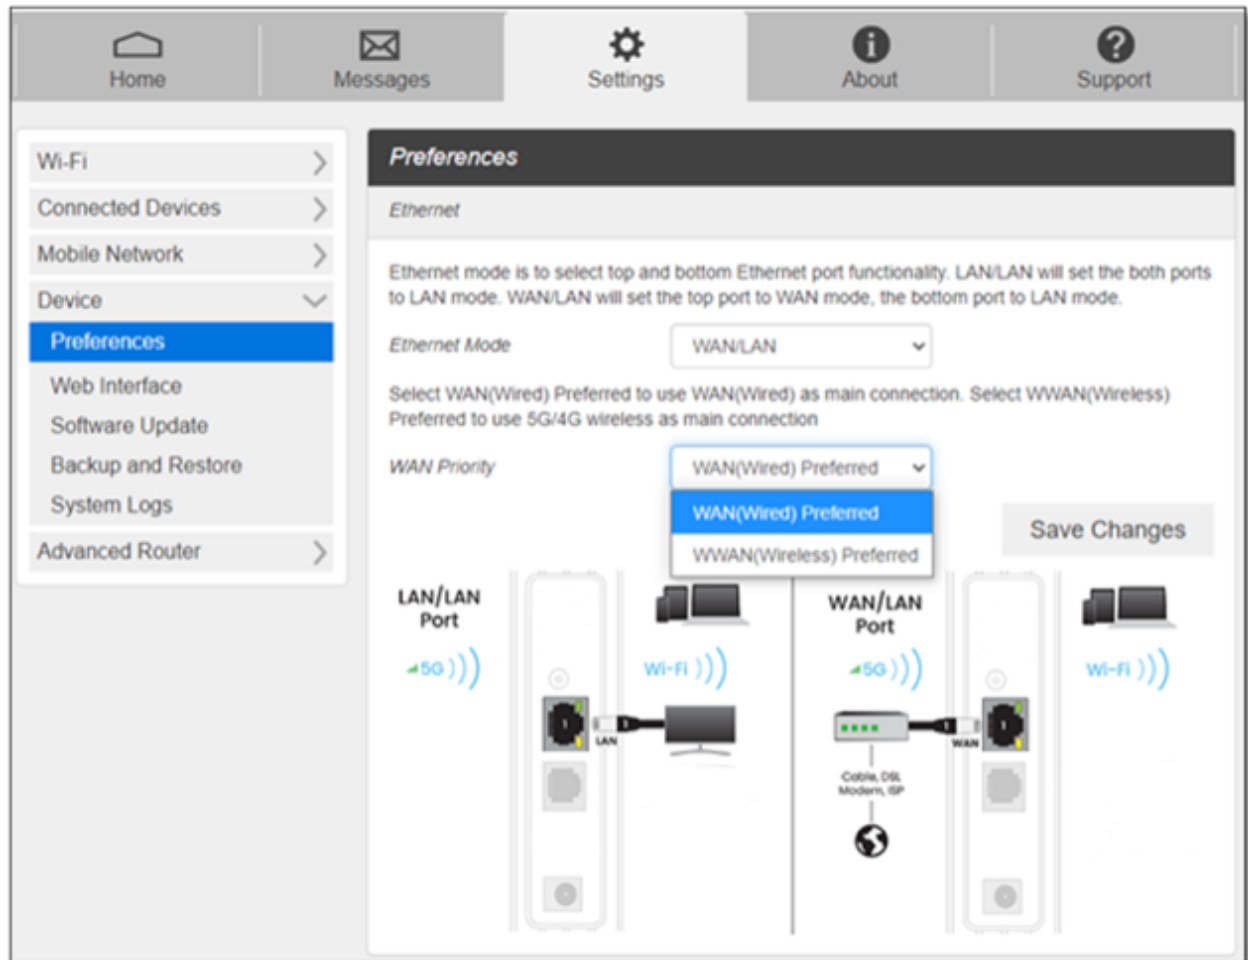 Home
Messages
Settings
About
Support
Wi-Fi
Connected Devices
Mobile Network
Device
Preferences
Web Interface
Software Update
Backup and Restore
System Logs
Advanced Router
Preferences
Ethernet
Ethernet mode is to select top and bottom Ethernet port functionality. LAN/LAN will set the both ports
to LAN mode. WAN/LAN will set the top port to WAN mode, the bottom port to LAN mode.
Ethernet Mode
WAN/LAN
Select WAN(Wired) Preferred to use WAN(Wired) as main connection. Select WWAN(Wireless)
Preferred to use 5G/4G wireless as main connection
WAN Priority
WAN(Wired) Preferred
WAN(Wired) Preferred
WWAN(Wireless) Preferred
Save Changes
LAN/LAN
Port
5G
Wi-Fi
1
LAN
WAN/LAN
Port
5G
Wi-Fi
WAN
1
Cable, DSL
Modem, ISP